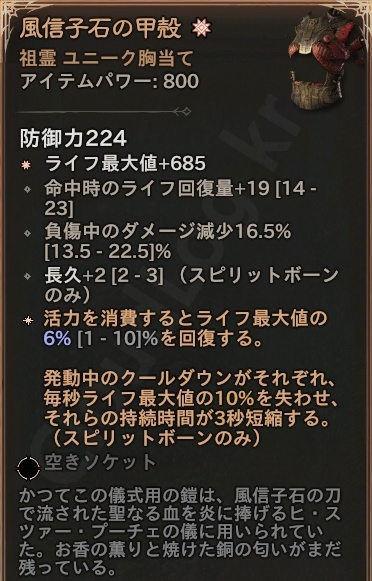 風信子石の甲殻
祖霊 ユニーク胸当て
アイテムパワー: 800
防御力224
ライフ最大値+685
命中時のライフ回復量+19 [14 -
23]
負傷中のダメージ減少16.5%
[13.5 - 22.5]%
長久+2 [2 - 3] （スピリットボーン
のみ）
活力を消費するとライフ最大値の
6% [1 - 10]%を回復する。
発動中のクールダウンがそれぞれ、
毎秒ライフ最大値の10%を失わせ、
それらの持続時間が3秒短縮する。
（スピリットボーンのみ）
空きソケット
かつてこの儀式用の鎧は、風信子石の刀
で流された聖なる血を炎に捧げるヒ・ス
ツァー・プーチェの儀に用いられてい
た。お香の薫りと焼けた銅の匂いがまだ
残っている。